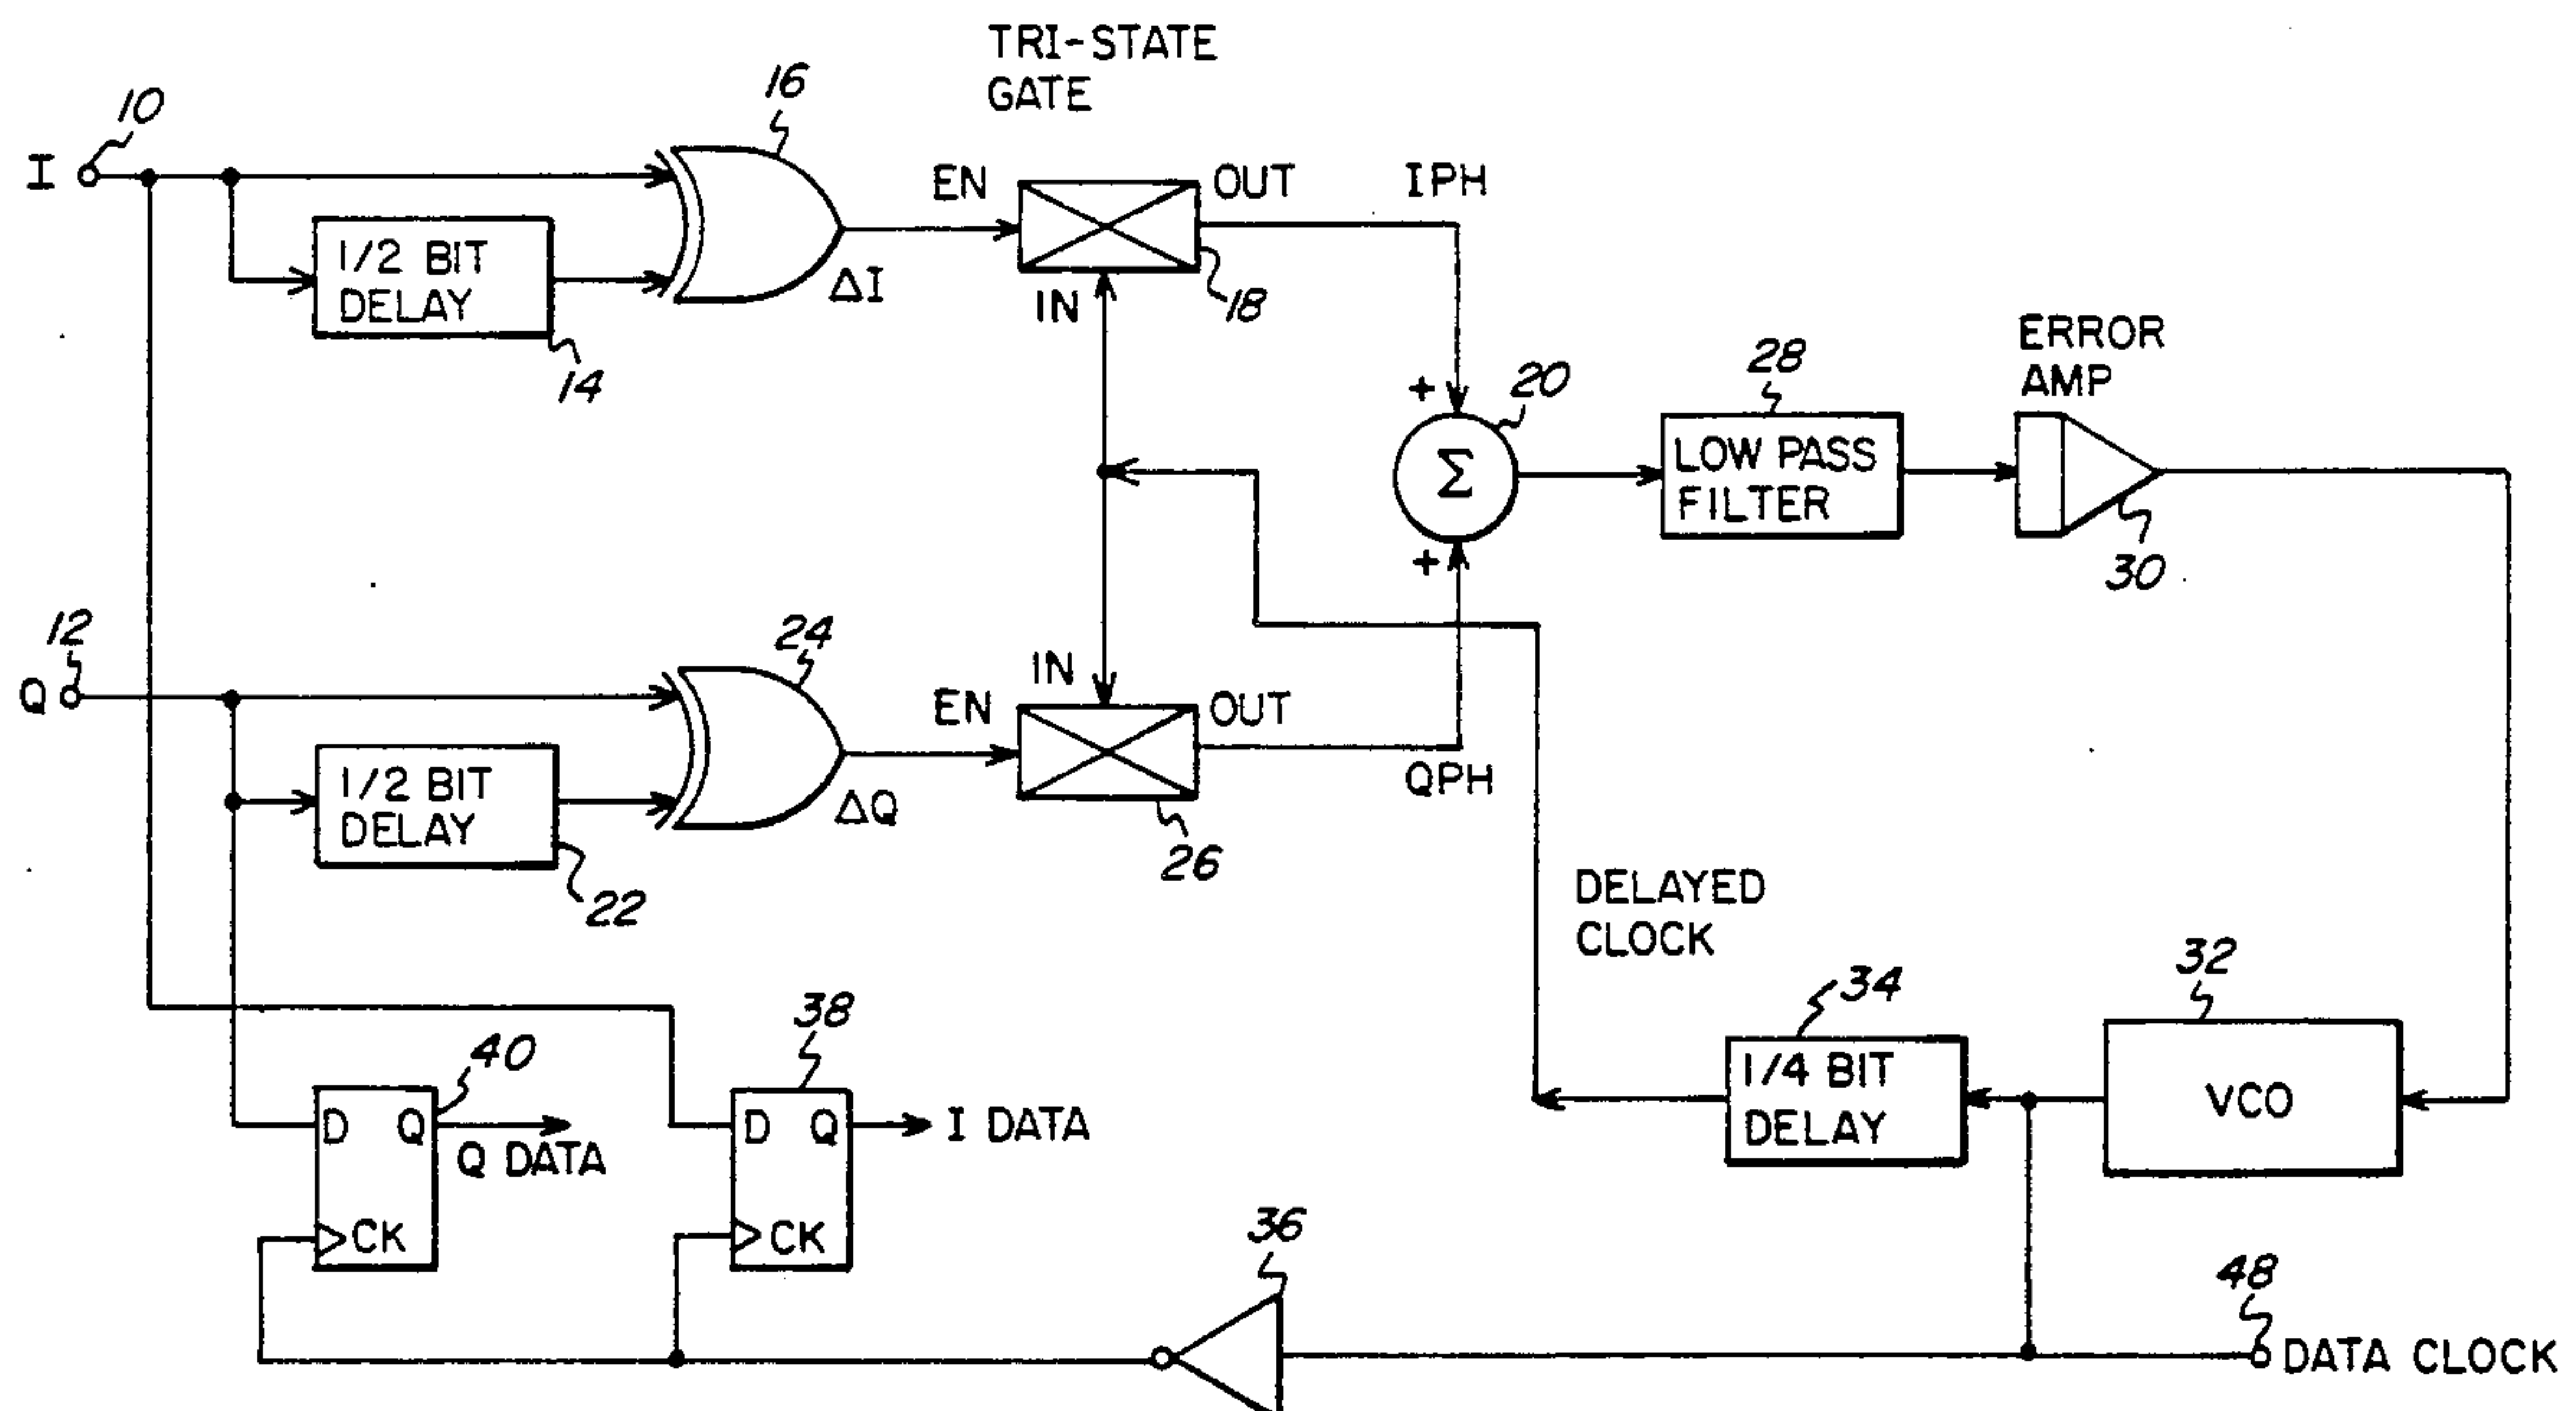 TRI-STATE
GATE
10
I
16
EN
OUT
IPH
1/2 BIT
DELAY
14
ΔI
IN
18
ERROR
AMP
28
20
+
Σ
LOW PASS
FILTER
+
30
12
Q
24
IN
EN
OUT
1/2 BIT
DELAY
ΔQ
QPH
26
22
DELAYED
CLOCK
32
34
38
40
1/4 BIT
DELAY
VCO
D Q
Q DATA
D Q
I DATA
CK
CK
36
48
DATA CLOCK